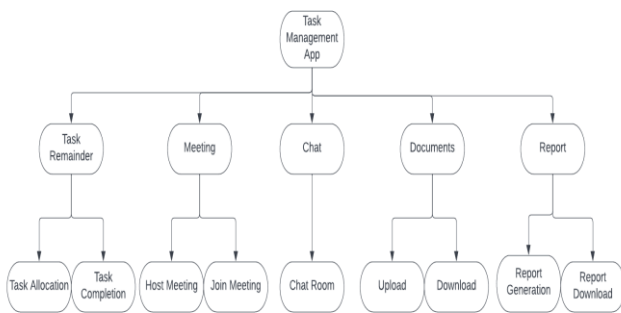 Task
Management
App
Task
Remainder
Meeting
Chat
Documents
Report
Task Allocation
Task
Completion
Host Meeting
Join Meeting
Chat Room
Upload
Download
Report
Generation
Report
Download